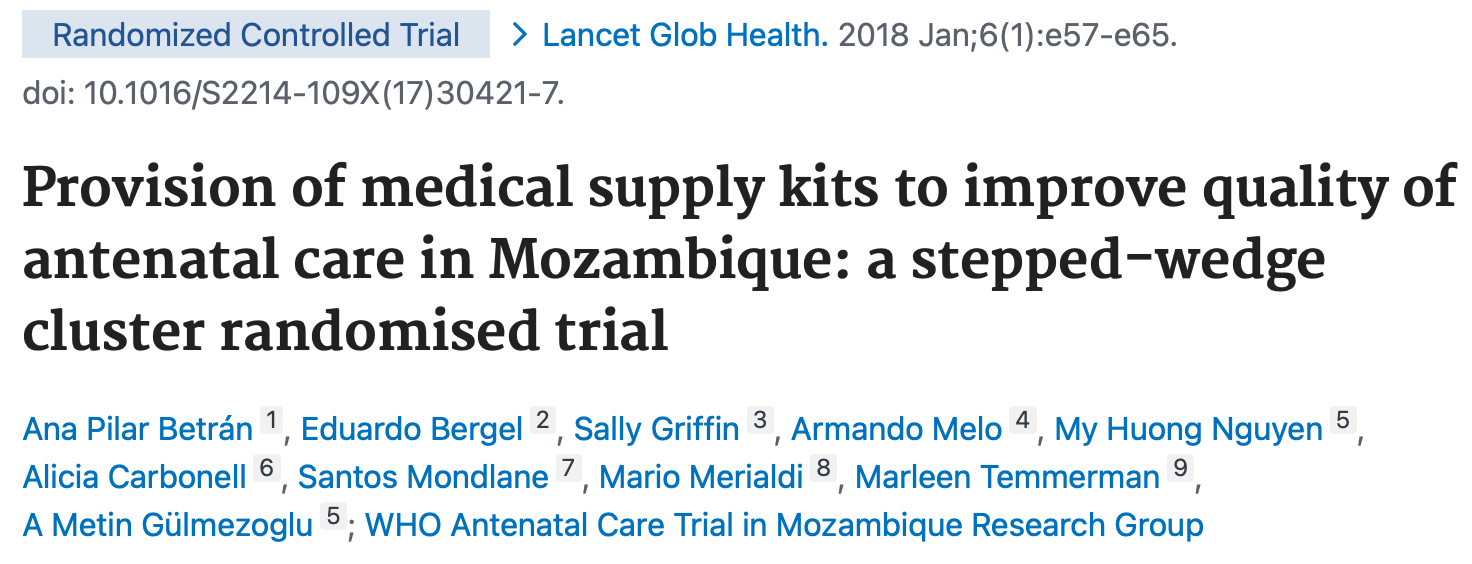 Randomized Controlled Trial > Lancet Glob Health. 2018 Jan;6(1):e57-e65.
doi: 10.1016/S2214-109X(17)30421-7.
Provision of medical supply kits to improve quality of
antenatal care in Mozambique: a stepped-wedge
cluster randomised trial
Ana Pilar Betrán 1, Eduardo Bergel 2, Sally Griffin 3, Armando Melo 4, My Huong Nguyen 5,
Alicia Carbonell 6, Santos Mondlane 7, Mario Merialdi 8, Marleen Temmerman 9,
A Metin Gülmezoglu 5; WHO Antenatal Care Trial in Mozambique Research Group